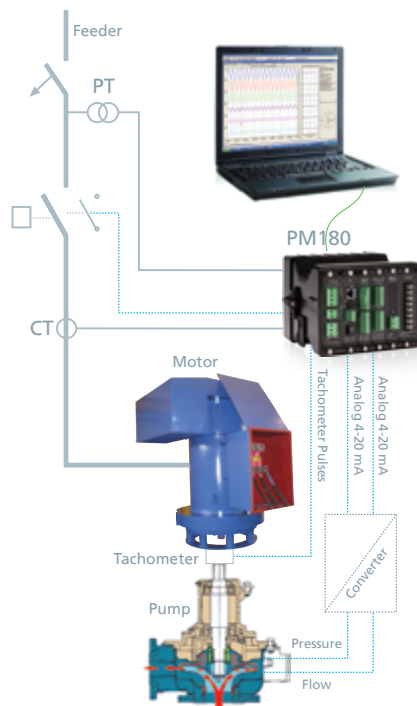 Feeder
PT
PM180
CT
Motor
Tachometer Pulses
Analog 4-20 mA
Analog 4-20 mA
Tachometer
Converter
Pump
Pressure
Flow